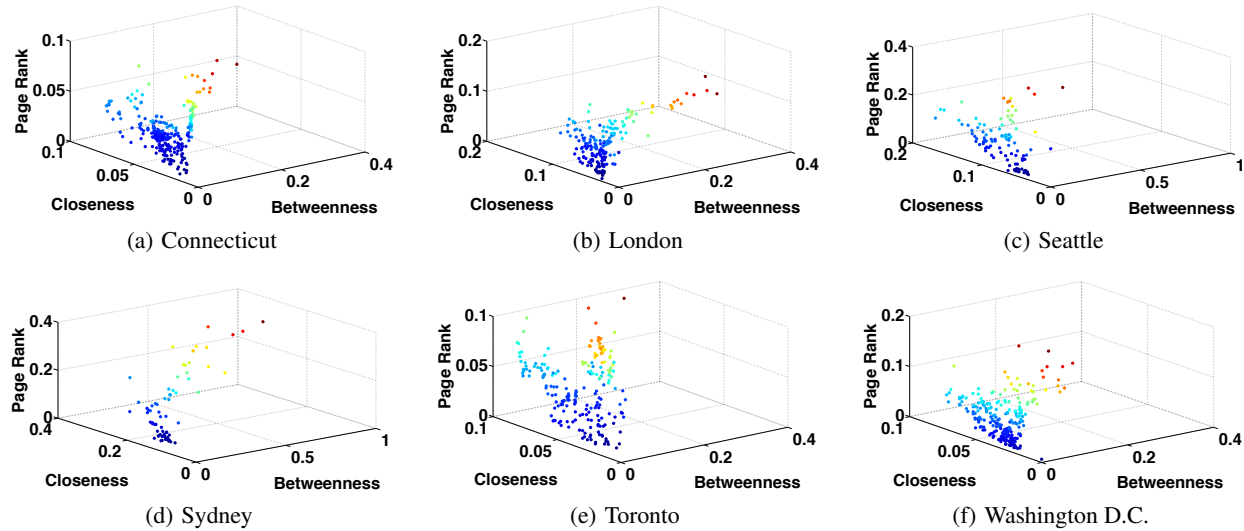 0.1
0.05
0
0.1
0.05
0
0
0.2
0.4
Page Rank
Closeness
Betweenness
(a) Connecticut
0.2
0.1
0
0.2
0.1
0
0
0.2
0.4
Page Rank
Closeness
Betweenness
(b) London
0.4
0.2
0
0.2
0.1
0
0
0.5
1
Page Rank
Closeness
Betweenness
(c) Seattle
0.4
0.2
0
0.4
0.2
0
0
0.5
1
Page Rank
Closeness
Betweenness
(d) Sydney
0.1
0.05
0
0.1
0.05
0
0
0.2
0.4
Page Rank
Closeness
Betweenness
(e) Toronto
0.2
0.1
0
0.1
0.05
0
0
0.2
0.4
Page Rank
Closeness
Betweenness
(f) Washington D.C.